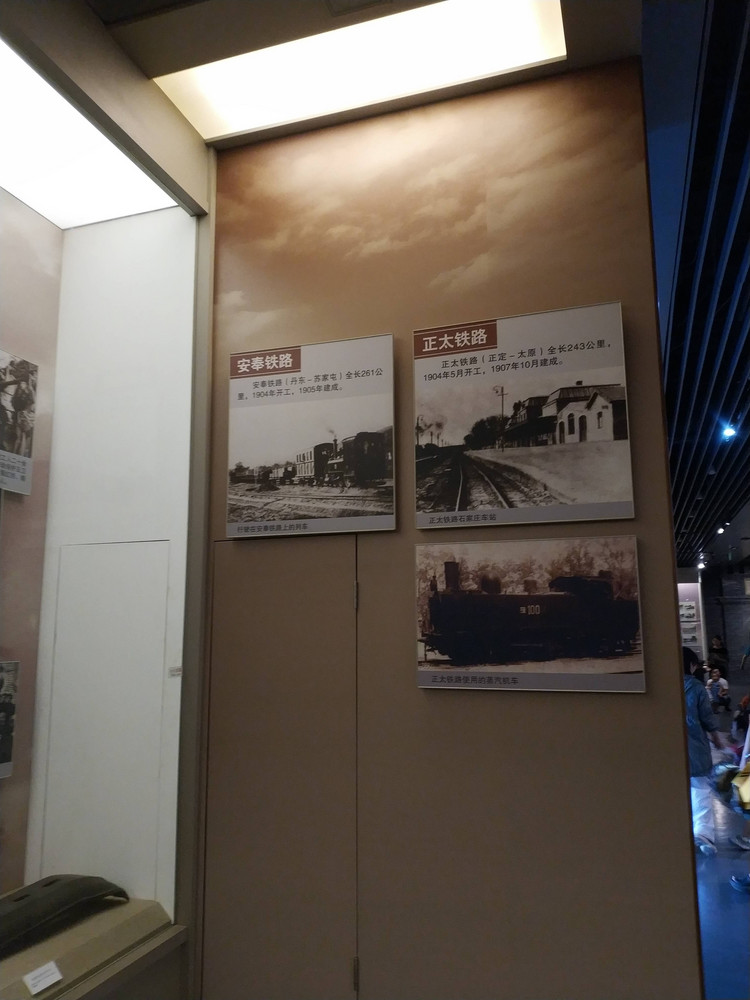 安奉铁路
安奉铁路（丹东－苏家屯）全长261公
里，1904年开工，1905年建成。
行驶在安奉铁路上的列车
正太铁路
正太铁路（正定－太原）全长243公里，
1904年5月开工，1907年10月建成。
正太铁路石家庄车站
100
正太铁路使用的蒸汽机车